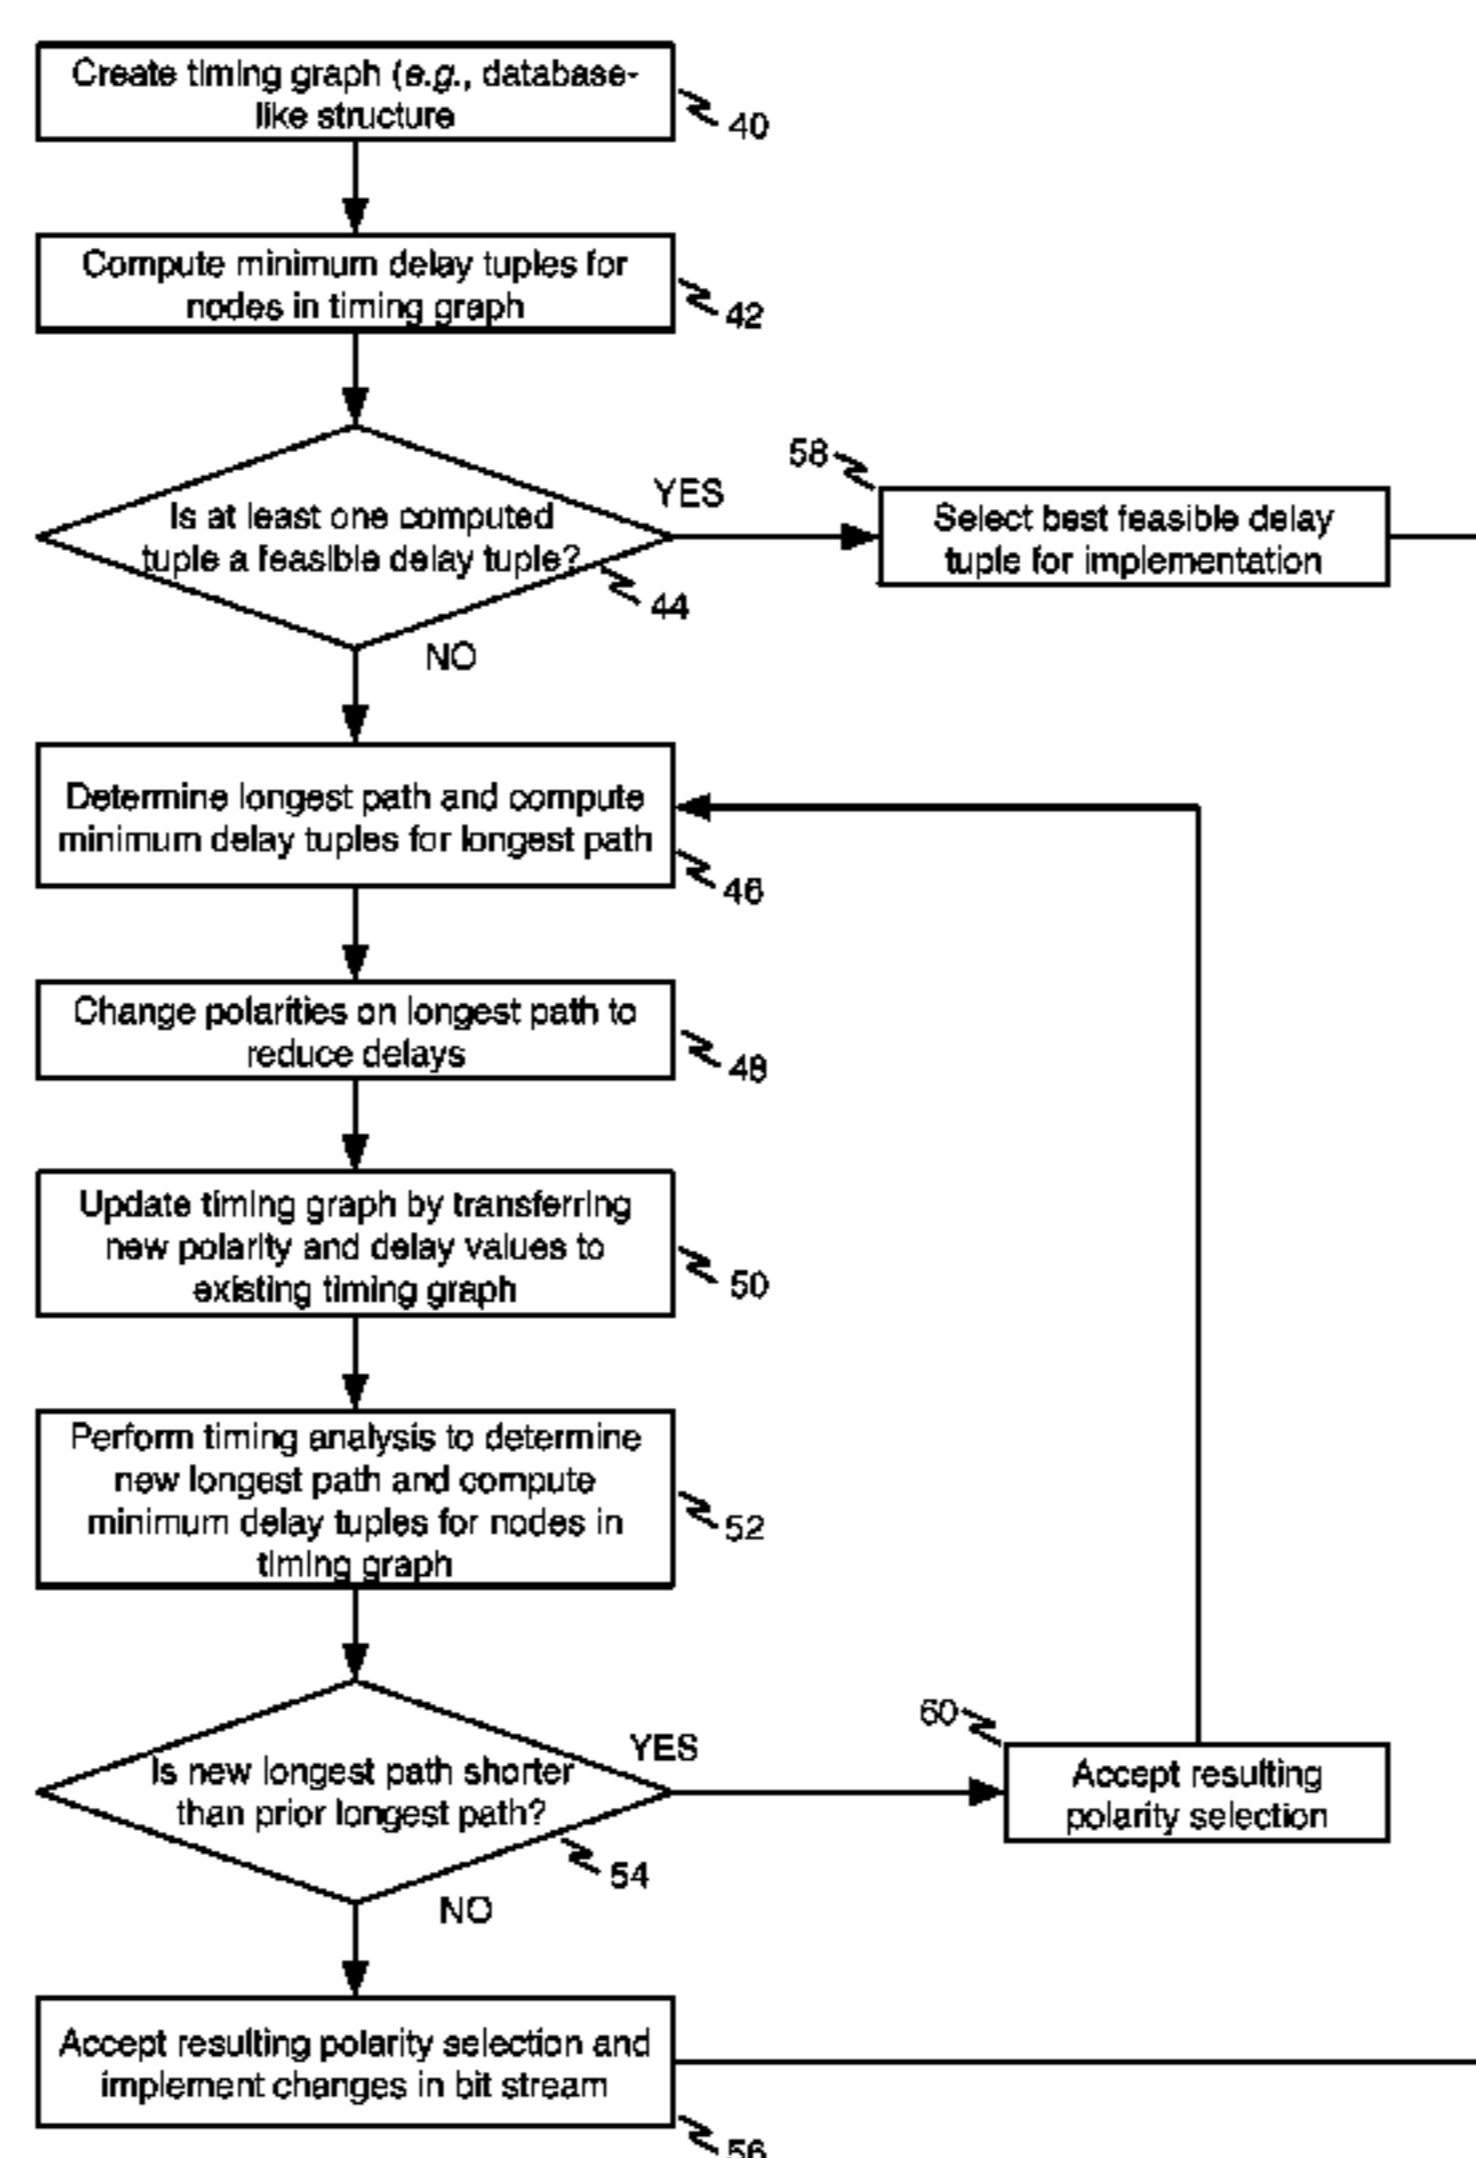 Create timing graph (e.g., database-
like structure
40
Compute minimum delay tuples for
nodes in timing graph
42
Is at least one computed
tuple a feasible delay tuple?
44
YES
58
Select best feasible delay
tuple for implementation
NO
Determine longest path and compute
minimum delay tuples for longest path
46
Change polarities on longest path to
reduce delays
48
Update timing graph by transferring
new polarity and delay values to
existing timing graph
50
Perform timing analysis to determine
new longest path and compute
minimum delay tuples for nodes in
timing graph
52
Is new longest path shorter
than prior longest path?
54
YES
60
Accept resulting
polarity selection
NO
Accept resulting polarity selection and
implement changes in bit stream
56